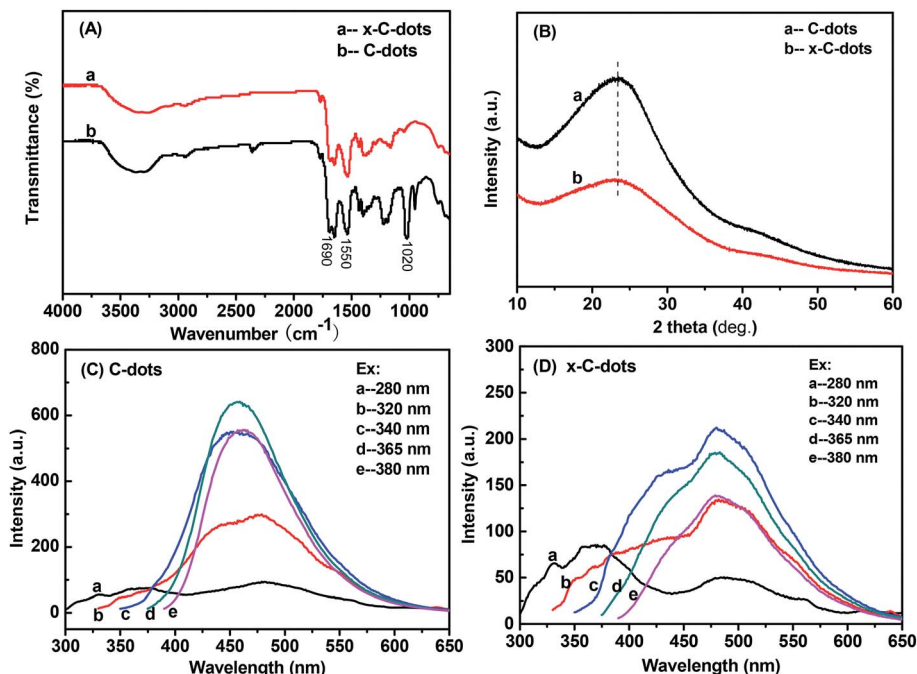 (A)
a-- x-C-dots
b-- C-dots
a
b
Transmittance (%)
1690
1550
1020
4000 3500 3000 2500 2000 1500 1000
Wavenumber (cm-1)
(B)
a-- C-dots
b-- x-C-dots
a
b
Intensity (a.u.)
10 20 30 40 50 60
2 theta (deg.)
(C) C-dots
Ex:
a--280 nm
b--320 nm
c--340 nm
d--365 nm
e--380 nm
800
600
400
200
0
Intensity (a.u.)
a
b c d e
300 350 400 450 500 550 600 650
Wavelength (nm)
(D) x-C-dots
Ex:
a--280 nm
b--320 nm
c--340 nm
d--365 nm
e--380 nm
300
250
200
150
100
75
50
25
0
Intensity (a.u.)
a
b c d e
300 350 400 450 500 550 600 650
Wavelength (nm)